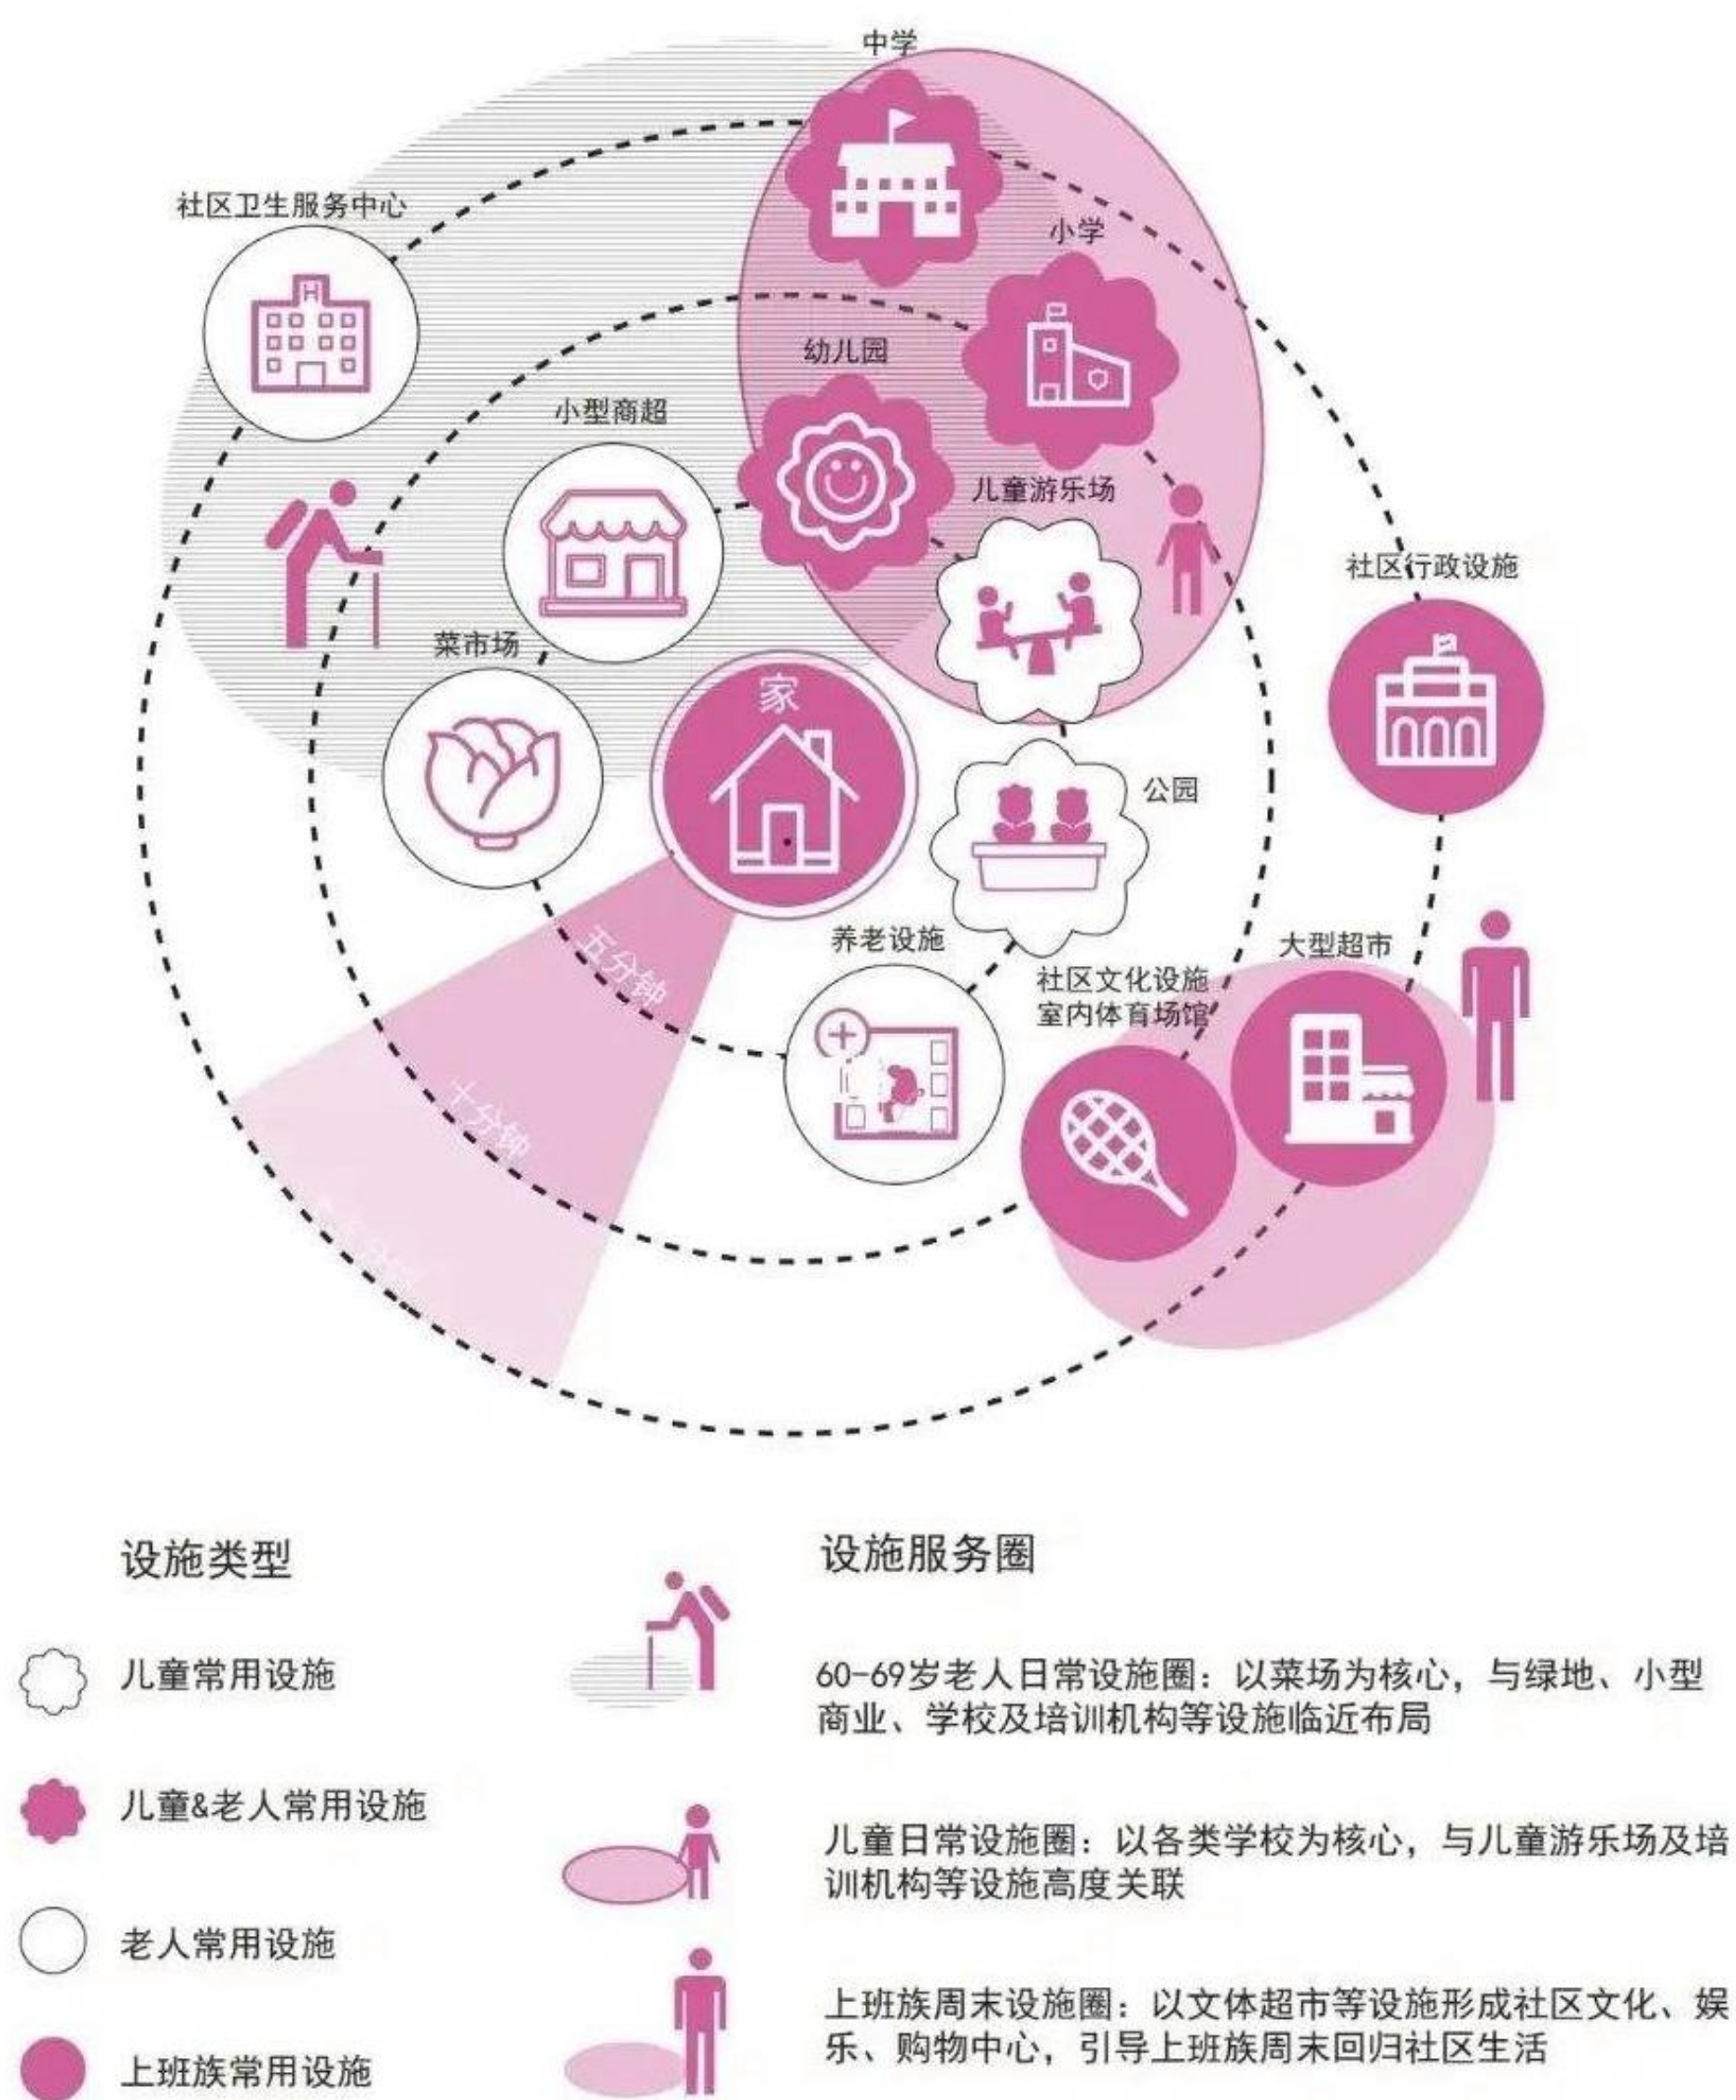 中学
社区卫生服务中心
小学
幼儿园
小型商超
儿童游乐场
社区行政设施
菜市场
家
公园
养老设施
大型超市
社区文化设施
室内体育场馆
五分钟
十分钟
H
设施类型
设施服务圈
儿童常用设施
60-69岁老人日常设施圈：以菜场为核心，与绿地、小型
商业、学校及培训机构等设施临近布局
儿童&老人常用设施
儿童日常设施圈：以各类学校为核心，与儿童游乐场及培
训机构等设施高度关联
老人常用设施
上班族周末设施圈：以文体超市等设施形成社区文化、娱
乐、购物中心，引导上班族周末回归社区生活
上班族常用设施